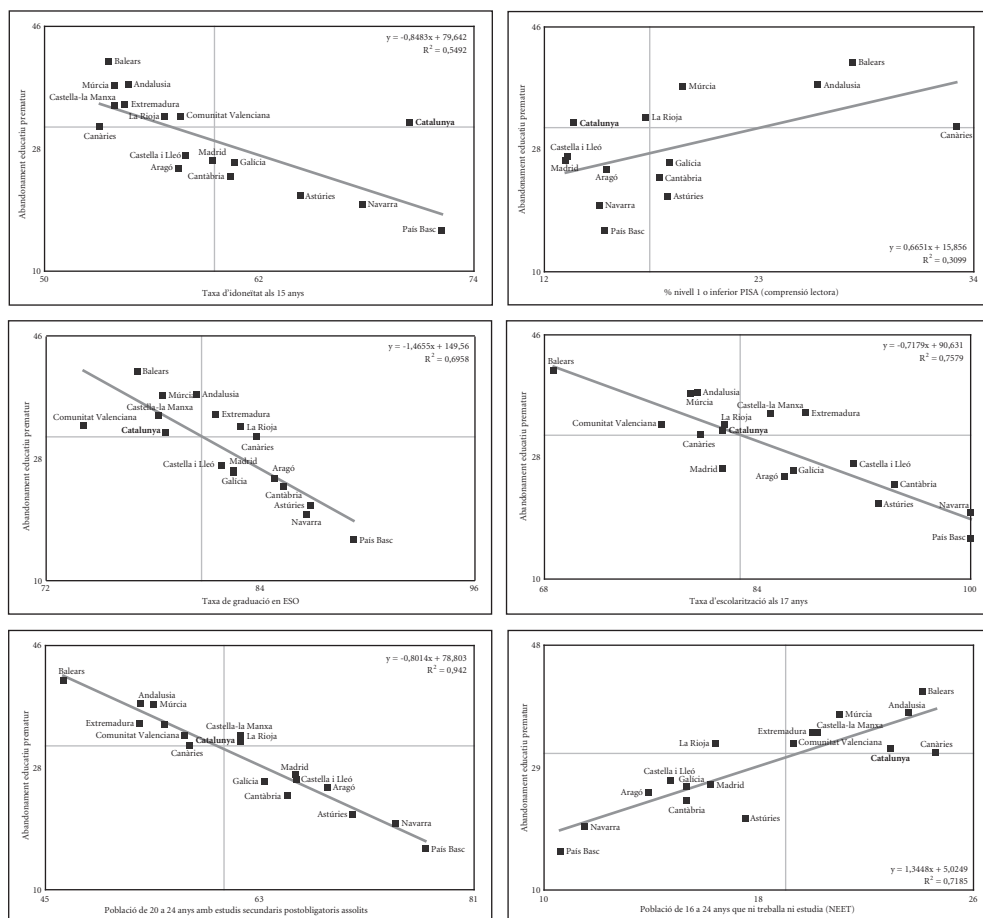 46
y = -0,8483x + 79,642
R² = 0,5492
Balears
Múrcia
Andalusia
Castella-la Manxa
Extremadura
La Rioja
Comunitat Valenciana
Catalunya
Canàries
28
Castella i Lleó
Madrid
Galícia
Aragó
Cantàbria
Astúries
Navarra
País Basc
10
50
62
74
Taxa d'idoneïtat als 15 anys
Abandonament educatiu prematur
46
Balears
Múrcia
Andalusia
Catalunya
La Rioja
Canàries
28
Castella i Lleó
Madrid
Galícia
Aragó
Cantàbria
Astúries
Navarra
País Basc
0,6651x + 15,856
R² = 0,3099
10
12
23
34
% nivell 1 o inferior PISA (comprensió lectora)
Abandonament educatiu prematur
46
y = -1,4655x + 149,56
R² = 0,6958
Balears
Múrcia
Andalusia
Castella-la Manxa
Comunitat Valenciana
Extremadura
Catalunya
La Rioja
Canàries
28
Castella i Lleó
Madrid
Galícia
Aragó
Cantàbria
Astúries
Navarra
País Basc
10
72
84
96
Taxa de graduació en ESO
Abandonament educatiu prematur
46
y = -0,7179x + 90,631
R² = 0,7579
Balears
Andalusia
Múrcia
Castella-la Manxa
Extremadura
La Rioja
Comunitat Valenciana
Catalunya
Canàries
28
Madrid
Castella i Lleó
Galícia
Aragó
Cantàbria
Astúries
Navarra
País Basc
10
68
84
100
Taxa d'escolarització als 17 anys
Abandonament educatiu prematur
46
y = -0,8014x + 78,803
R² = 0,942
Balears
Andalusia
Múrcia
Extremadura
Castella-la Manxa
Comunitat Valenciana
Catalunya
La Rioja
Canàries
28
Madrid
Galícia
Castella i Lleó
Aragó
Cantàbria
Astúries
Navarra
País Basc
10
45
63
81
Població de 20 a 24 anys amb estudis secundaris postobligatoris assolits
Abandonament educatiu prematur
48
Balears
Andalusia
Múrcia
Castella-la Manxa
Extremadura
La Rioja
Comunitat Valenciana
Canàries
Catalunya
29
Castella i Lleó
Galícia
Madrid
Aragó
Cantàbria
Astúries
Navarra
País Basc
y = 1,3448x + 5,0249
R² = 0,7185
10
10
18
26
Població de 16 a 24 anys que ni treballa ni estudia (NEET)
Abandonament educatiu prematur